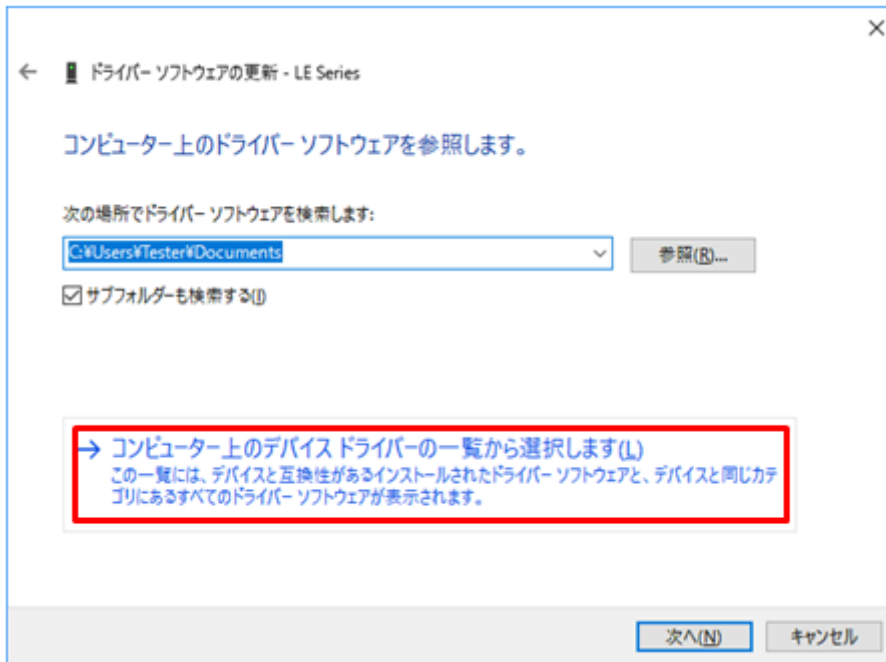 ドライバー ソフトウェアの更新 - LE Series
コンピューター上のドライバー ソフトウェアを参照します。
次の場所でドライバー ソフトウェアを検索します:
C:¥Users¥Tester¥Documents
参照(R)...
サブフォルダーも検索する(I)
コンピューター上のデバイス ドライバーの一覧から選択します(L)
この一覧には、デバイスと互換性があるインストールされたドライバー ソフトウェアと、デバイスと同じカテ
ゴリにあるすべてのドライバー ソフトウェアが表示されます。
次へ(N)
キャンセル